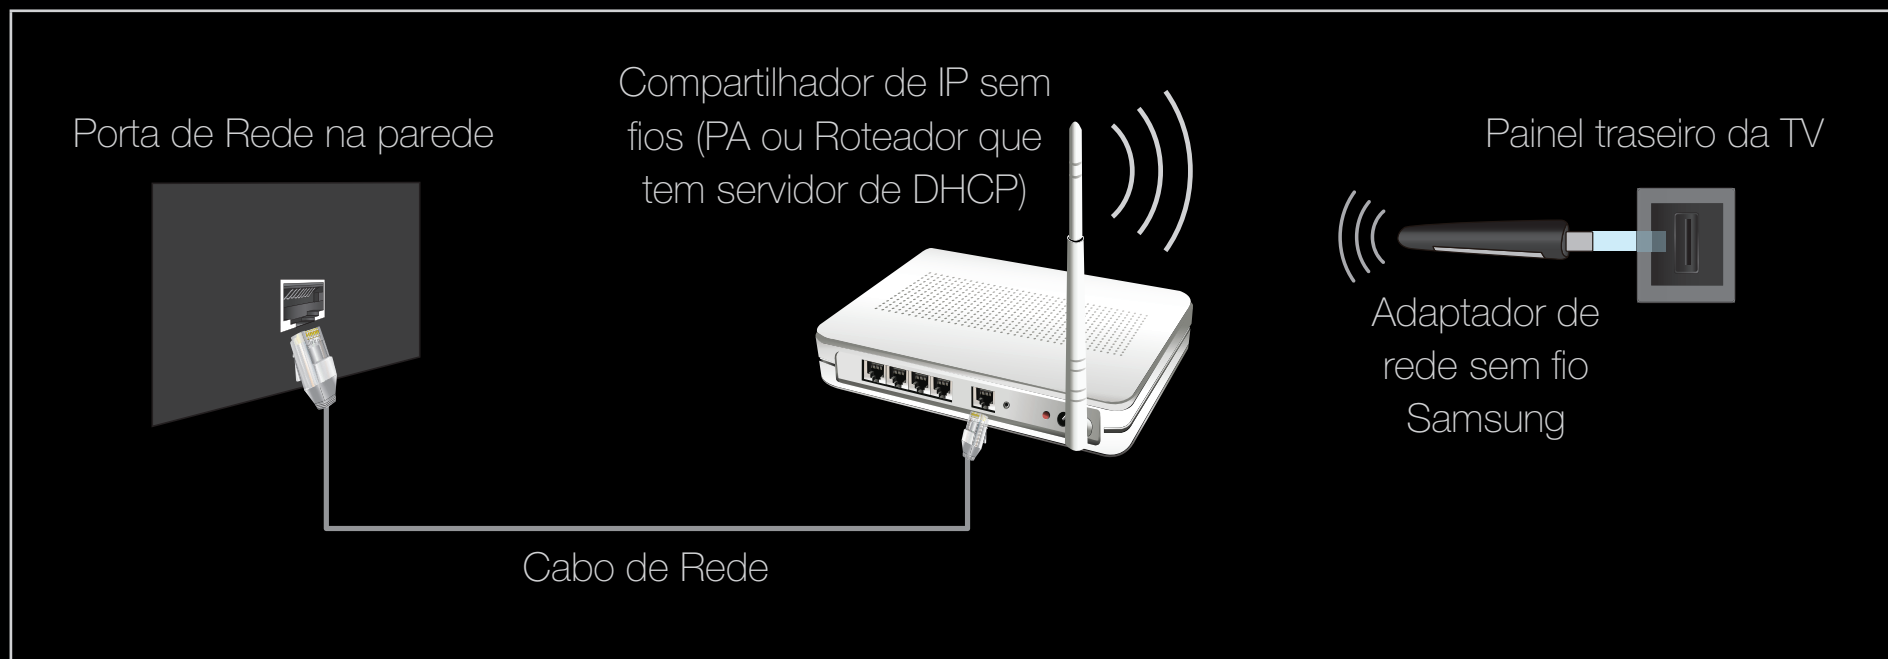 Porta de Rede na parede
Compartilhador de IP sem
fios (PA ou Roteador que
tem servidor de DHCP)
Painel traseiro da TV
Adaptador de
rede sem fio
Samsung
Cabo de Rede